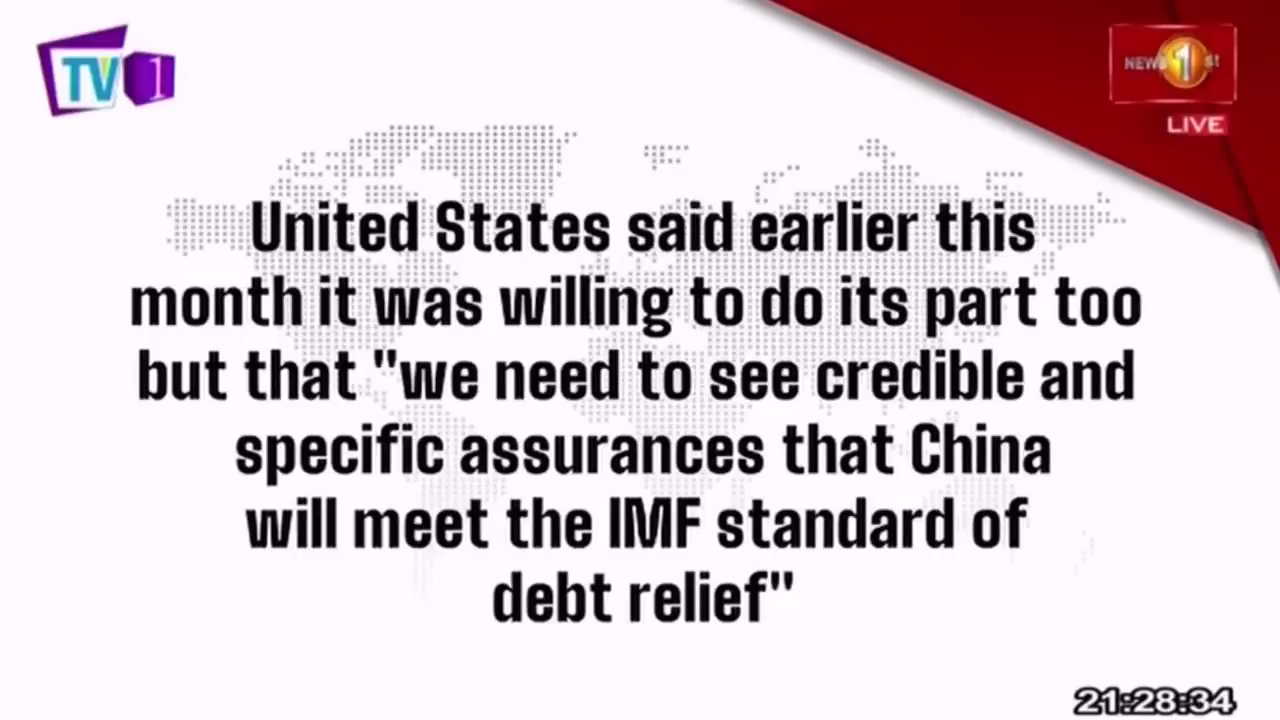 TV 1
NEWS 1st
LIVE
United States said earlier this
month it was willing to do its part too
but that "we need to see credible and
specific assurances that China
will meet the IMF standard of
debt relief"
21:28:34